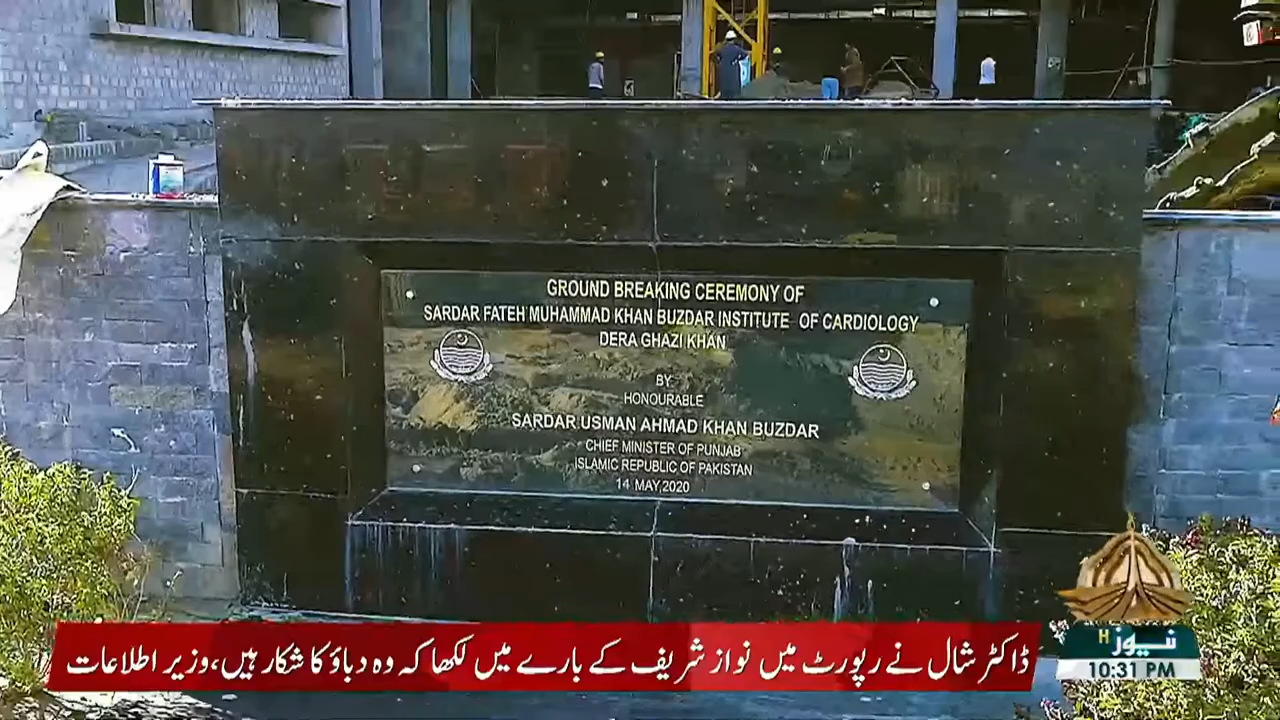 GROUND BREAKING CEREMONY OF
SARDAR FATEH MUHAMMAD KHAN BUZDAR INSTITUTE OF CARDIOLOGY
DERA GHAZI KHAN
BY
HONOURABLE
SARDAR USMAN AHMAD KHAN BUZDAR
CHIEF MINISTER OF PUNJAB
ISLAMIC REPUBLIC OF PAKISTAN
14 MAY,2020
ڈاکٹر شال نے رپورٹ میں نواز شریف کے بارے میں لکھا کہ وہ دباؤ کا شکار ہیں،وزیر اطلاعات
H
نیوز
10:31 PM